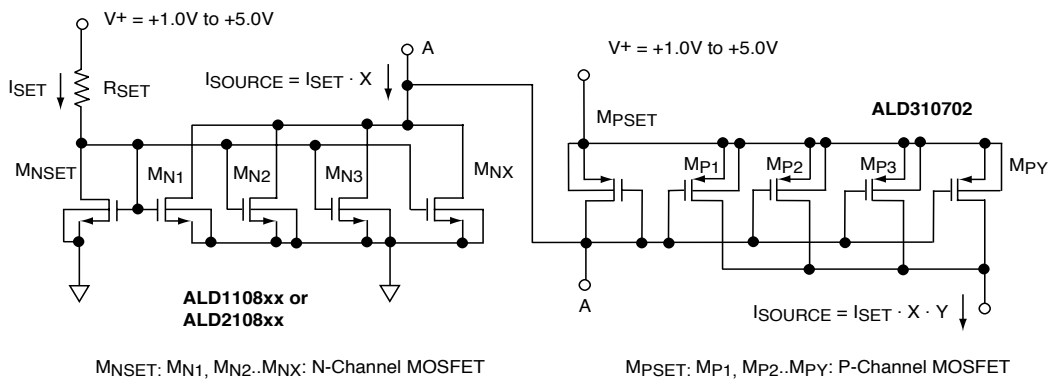 V+ = +1.0V to +5.0V
ISET
RSET
ISOURCE = ISET · X
A
MNSET
MN1
MN2
MN3
MNX
ALD1108xx or
ALD2108xx
MNSET: MN1, MN2..MNX: N-Channel MOSFET
V+ = +1.0V to +5.0V
MPSET
ALD310702
MP1
MP2
MP3
MPY
A
ISOURCE = ISET · X · Y
MPSET: MP1, MP2..MPY: P-Channel MOSFET